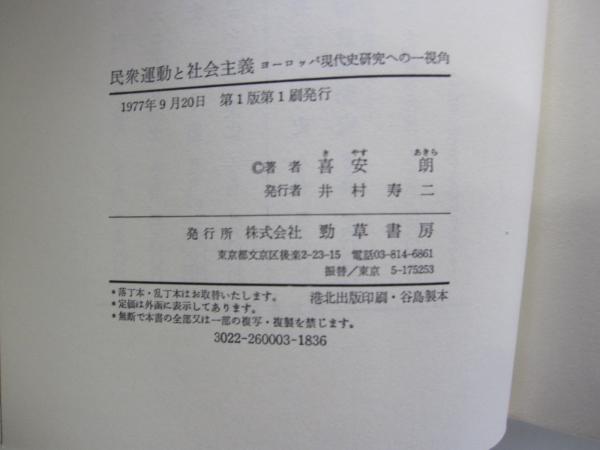 民衆運動と社会主義 ヨーロッパ現代史研究への一視角
1977年9月20日 第1版第1刷発行
き やす あきら
©著者 喜安 朗
発行者 井村寿二
発行所 株式会社 勁草書房
東京都文京区後楽2-23-15 電話03-814-6861
振替/東京 5-175253
*落丁本・乱丁本はお取替いたします。
*定価は外函に表示してあります。
*無断で本書の全部又は一部の複写・複製を禁じます。
港北出版印刷・谷島製本
3022-260003-1836